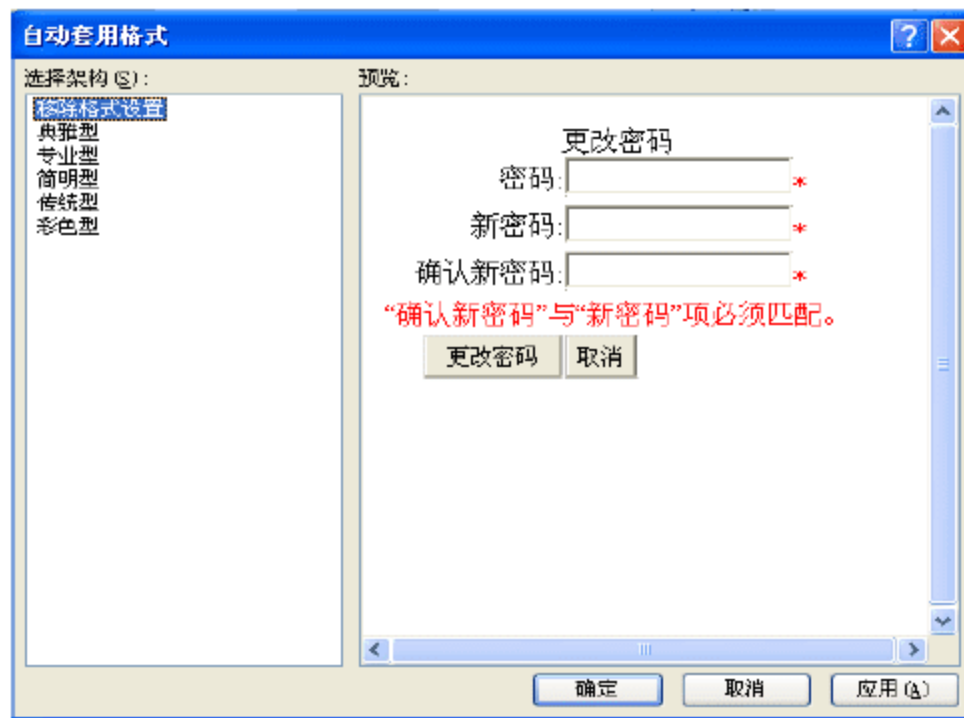 自动套用格式
选择架构(S):
移除格式设置
典雅型
专业型
简明型
传统型
彩色型
预览:
更改密码
密码:*
新密码:*
确认新密码:*
“确认新密码”与“新密码”项必须匹配。
更改密码 取消
确定 取消 应用(A)